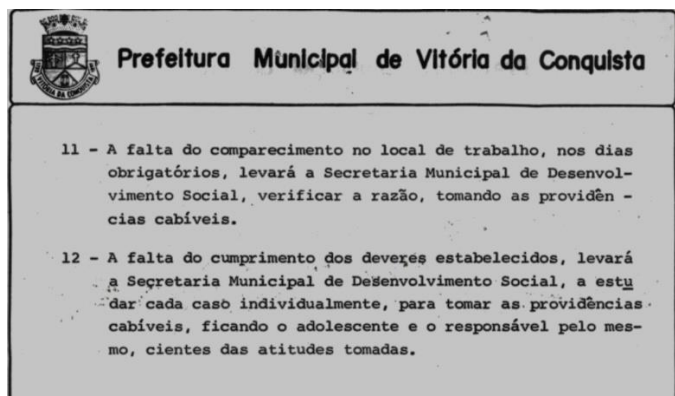 Prefeitura Municipal de Vitória da Conquista
11 - A falta do comparecimento no local de trabalho, nos dias
obrigatórios, levará a Secretaria Municipal de Desenvol-
vimento Social, verificar a razão, tomando as providên -
cias cabíveis.
12 - A falta do cumprimento dos deveres estabelecidos, levará
a Secretaria Municipal de Desenvolvimento Social, a estu
dar cada caso individualmente, para tomar as providências
cabíveis, ficando o adolescente e o responsável pelo mes-
mo, cientes das atitudes tomadas.